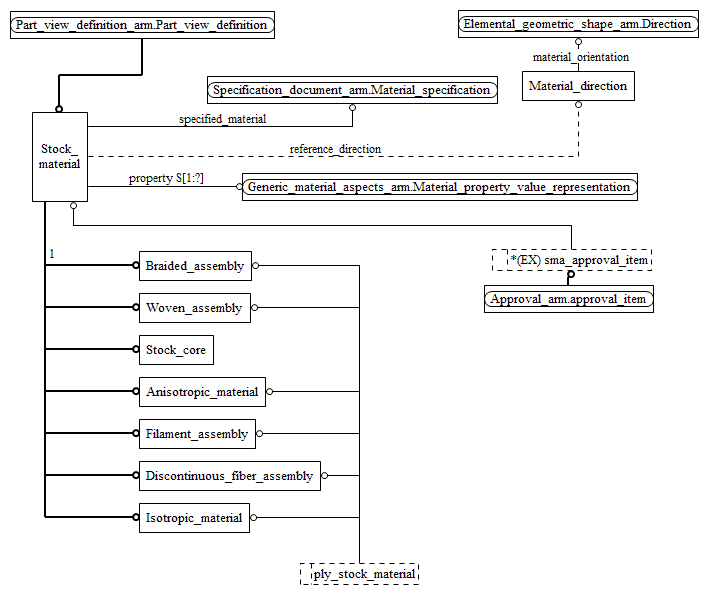 Part_view_definition_arm.Part_view_definition
Elemental_geometric_shape_arm.Direction
material_orientation
Specification_document_arm.Material_specification
Material_direction
specified_material
Stock_
material
reference_direction
property S[1:?]
Generic_material_aspects_arm.Material_property_value_representation
1
*(EX) sma_approval_item
Braided_assembly
Approval_arm.approval_item
Woven_assembly
Stock_core
Anisotropic_material
Filament_assembly
Discontinuous_fiber_assembly
Isotropic_material
ply_stock_material